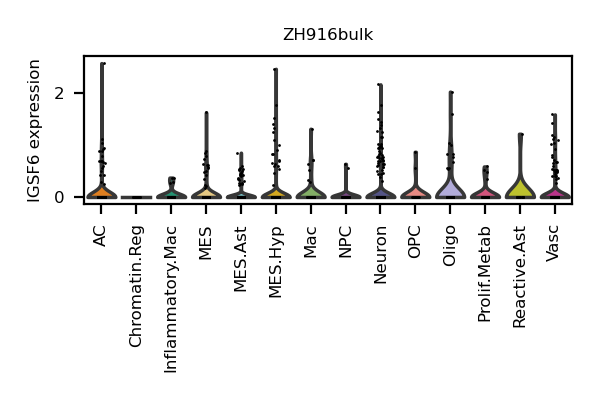 ZH916bulk
IGSF6 expression
2
0
AC
Chromatin.Reg
Inflammatory.Mac
MES
MES.Ast
MES.Hyp
Mac
NPC
Neuron
OPC
Oligo
Prolif.Metab
Reactive.Ast
Vasc